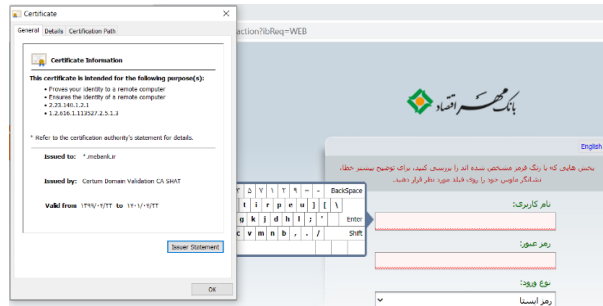 Certificate
General Details Certification Path
Certificate Information
This certificate is intended for the following purpose(s):
• Proves your identity to a remote computer
• Ensures the identity of a remote computer
• 2.23.140.1.2.1
• 1.2.616.1.113527.2.5.1.3
* Refer to the certification authority's statement for details.
Issued to: *.mebank.ir
Issued by: Certum Domain Validation CA SHAT
Valid from ۱۳۹۹/۰۴/۲۲ to ۱۴۰۱/۰۴/۲۲
Issuer Statement
OK
action?ibReq=WEB
بانک مهر اقتصاد
English
بخش هایی که با رنگ قرمز مشخص شده اند را بررسی کنید، برای توضیح بیشتر خطا،
نشانگر ماوس خود را روی فیلد مورد نظر قرار دهید.
BackSpace
t i r e p u ] [ \
g k j d h l ; ' Enter
c v m n b , . / Shift
نام کاربری:
رمز عبور:
نوع ورود:
رمز ایستا